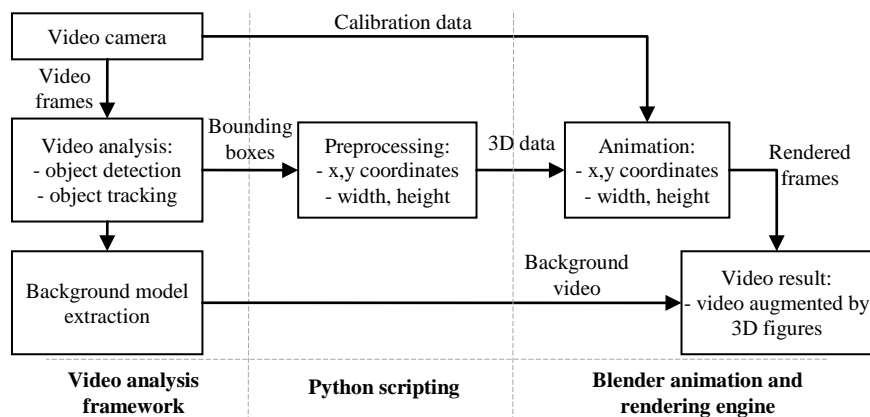 Video camera
Calibration data
Video
frames
Video analysis:
- object detection
- object tracking
Bounding
boxes
Preprocessing:
- x,y coordinates
- width, height
3D data
Animation:
- x,y coordinates
- width, height
Rendered
frames
Background model
extraction
Background
video
Video result:
- video augmented by
3D figures
Video analysis
framework
Python scripting
Blender animation and
rendering engine